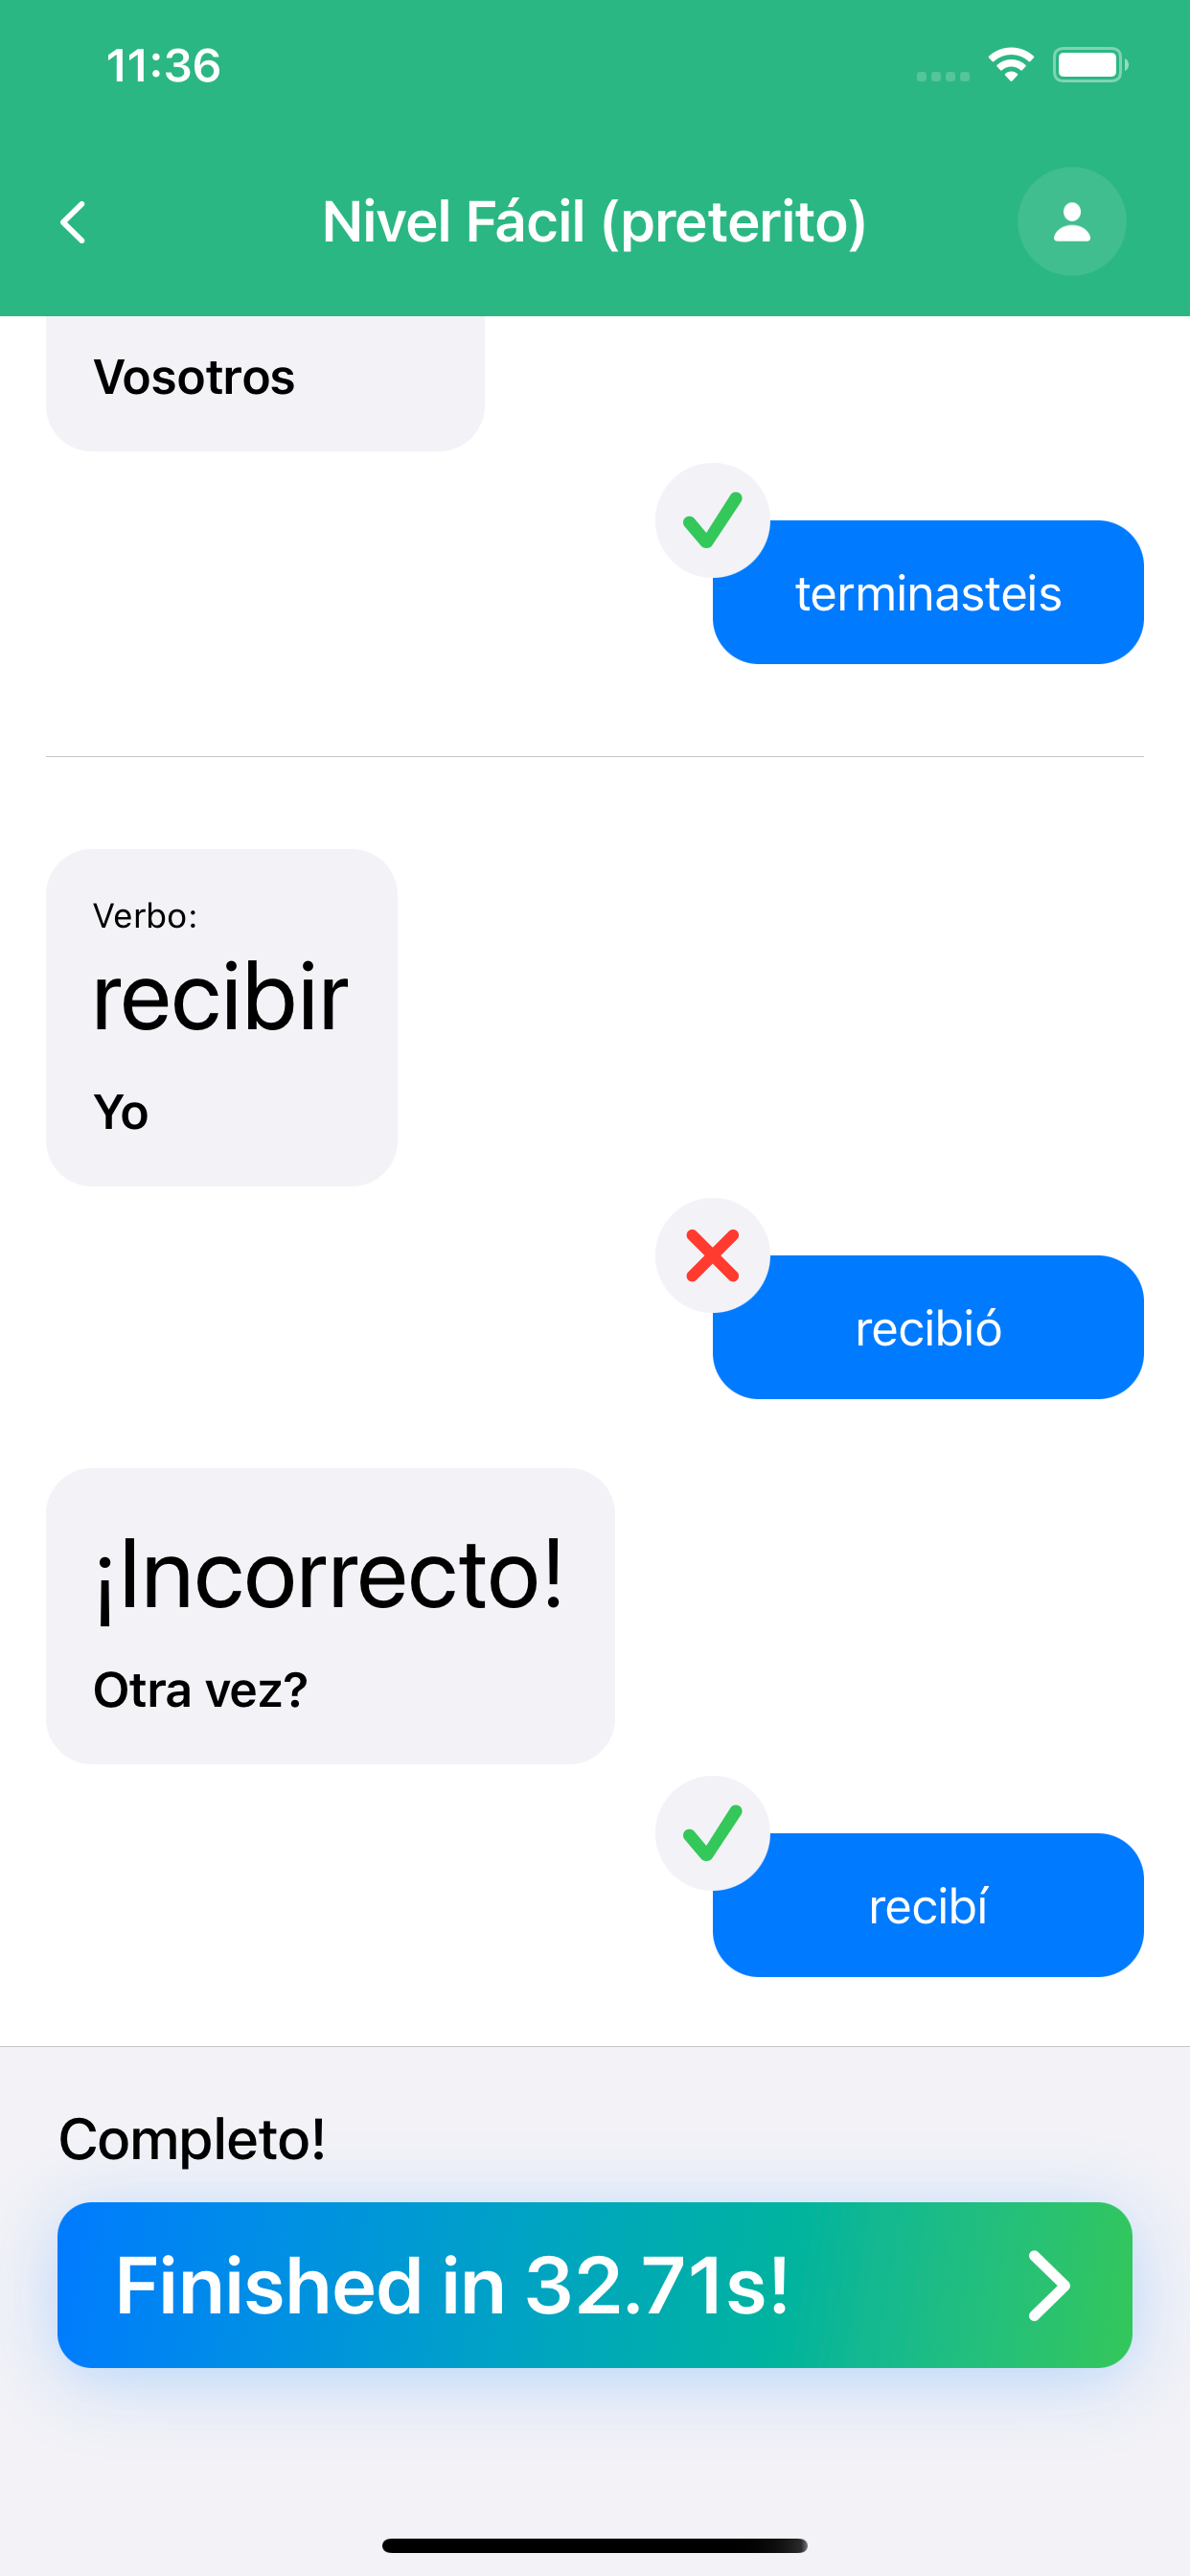 11:36
Nivel Fácil (preterito)
Vosotros
terminasteis
Verbo:
recibir
Yo
recibió
¡Incorrecto!
Otra vez?
recibí
Completo!
Finished in 32.71s!